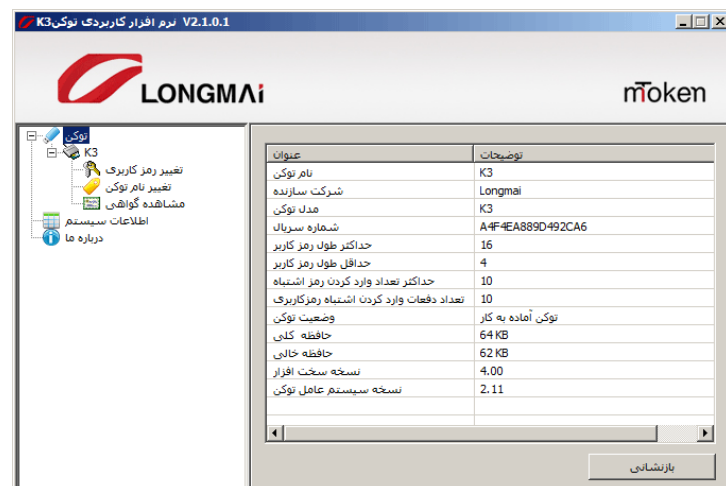 V2.1.0.1 نرم افزار کاربردی توکنK3
LONGMAi
mToken
توکن
K3
تغییر رمز کاربری
تغییر نام توکن
مشاهده گواهی
اطلاعات سیستم
درباره ما
عنوان توضیحات
نام توکن K3
شرکت سازنده Longmai
مدل توکن K3
شماره سریال A4F4EA889D492CA6
حداکثر طول رمز کاربر 16
حداقل طول رمز کاربر 4
حداکثر تعداد وارد کردن رمز اشتباه 10
تعداد دفعات وارد کردن اشتباه رمزکاربری 10
وضعیت توکن توکن آماده به کار
حافظه کلی 64 KB
حافظه خالی 62 KB
نسخه سخت افزار 4.00
نسخه سیستم عامل توکن 2.11
بازنشانی